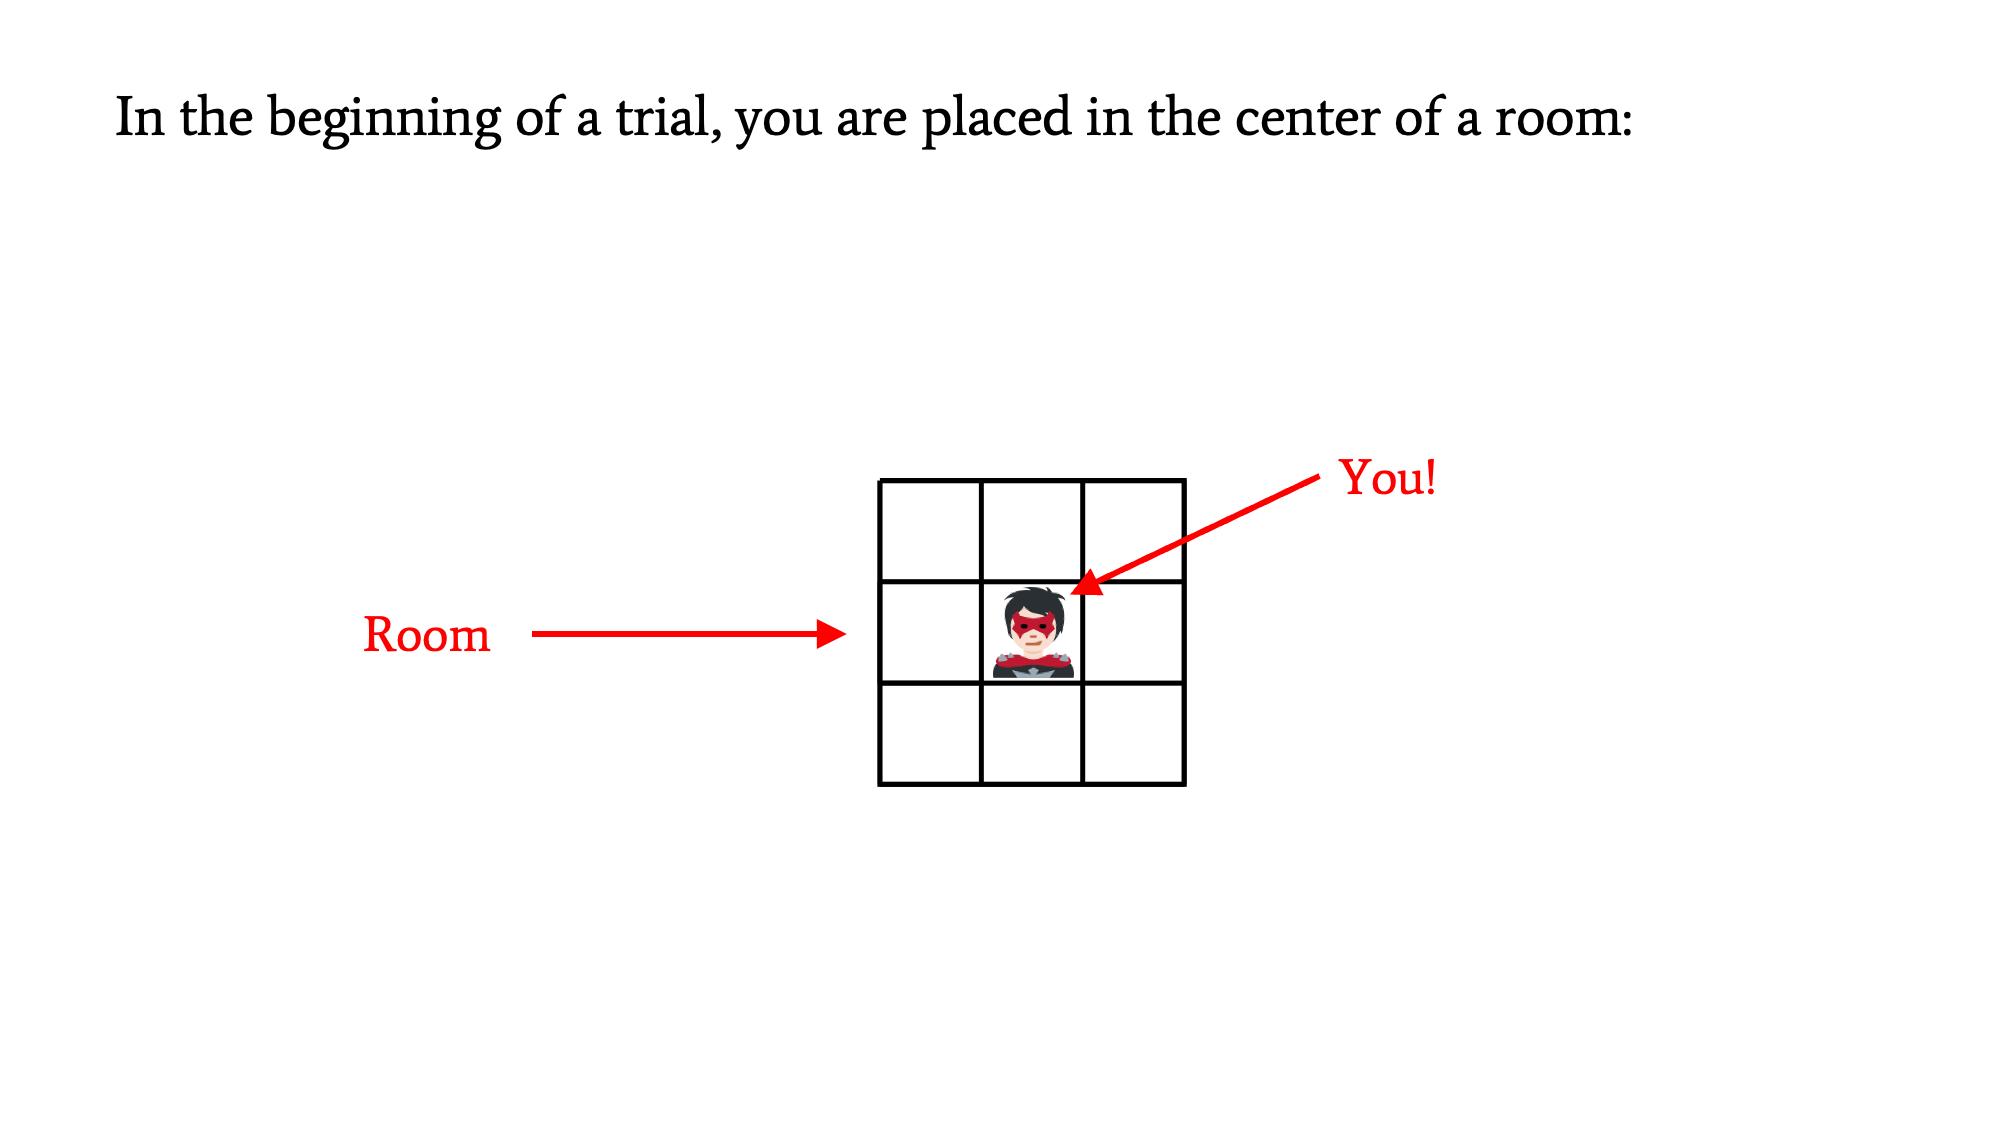 In the beginning of a trial, you are placed in the center of a room:
You!
Room